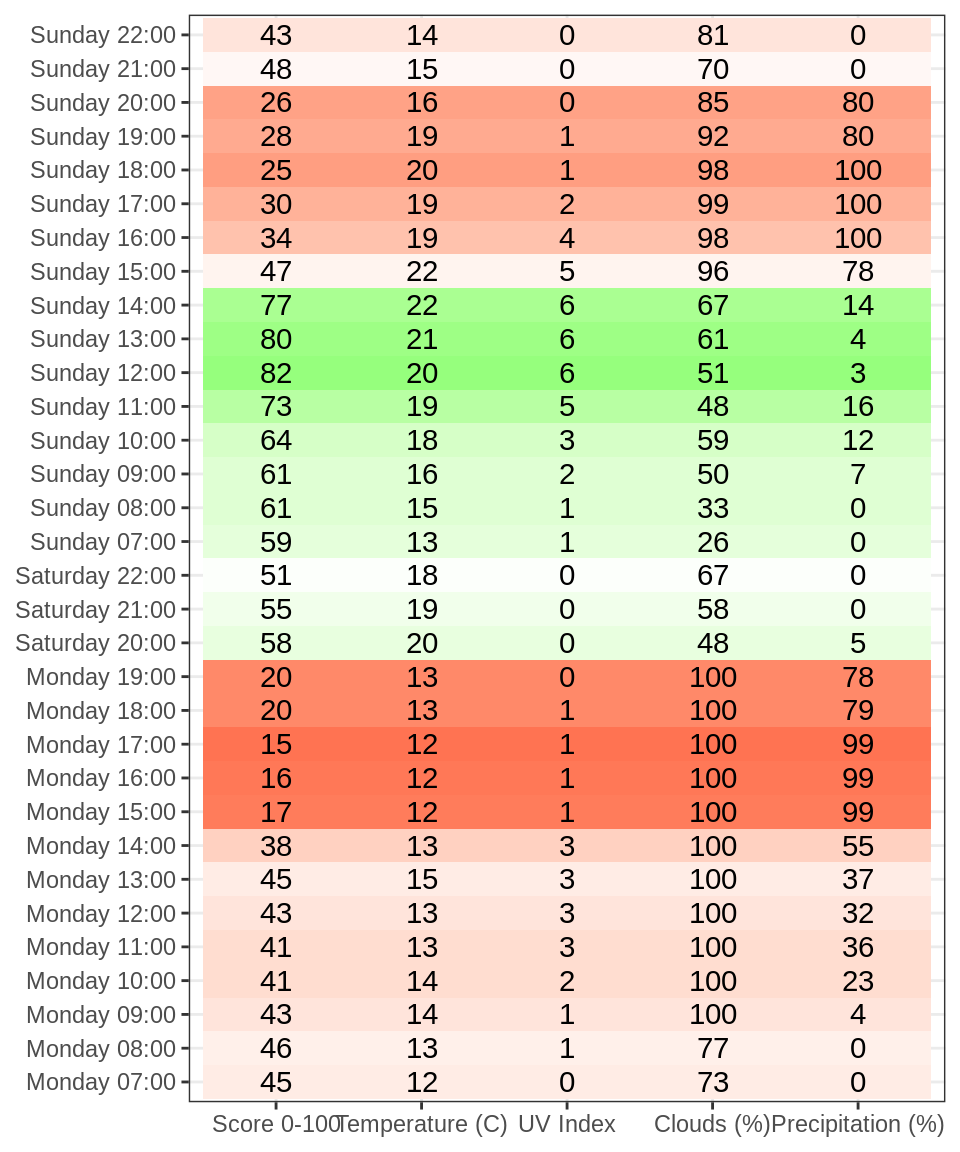 Sunday 22:00 43 14 0 81 0
Sunday 21:00 48 15 0 70 0
Sunday 20:00 26 16 0 85 80
Sunday 19:00 28 19 1 92 80
Sunday 18:00 25 20 1 98 100
Sunday 17:00 30 19 2 99 100
Sunday 16:00 34 19 4 98 100
Sunday 15:00 47 22 5 96 78
Sunday 14:00 77 22 6 67 14
Sunday 13:00 80 21 6 61 4
Sunday 12:00 82 20 6 51 3
Sunday 11:00 73 19 5 48 16
Sunday 10:00 64 18 3 59 12
Sunday 09:00 61 16 2 50 7
Sunday 08:00 61 15 1 33 0
Sunday 07:00 59 13 1 26 0
Saturday 22:00 51 18 0 67 0
Saturday 21:00 55 19 0 58 0
Saturday 20:00 58 20 0 48 5
Monday 19:00 20 13 0 100 78
Monday 18:00 20 13 1 100 79
Monday 17:00 15 12 1 100 99
Monday 16:00 16 12 1 100 99
Monday 15:00 17 12 1 100 99
Monday 14:00 38 13 3 100 55
Monday 13:00 45 15 3 100 37
Monday 12:00 43 13 3 100 32
Monday 11:00 41 13 3 100 36
Monday 10:00 41 14 2 100 23
Monday 09:00 43 14 1 100 4
Monday 08:00 46 13 1 77 0
Monday 07:00 45 12 0 73 0
Score 0-100 Temperature (C) UV Index Clouds (%) Precipitation (%)